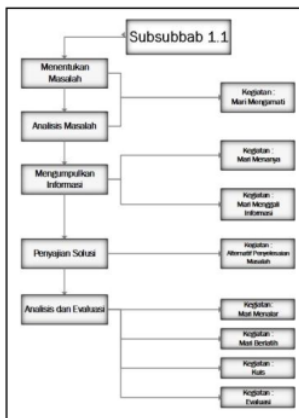 Subsubbab 1.1
Menentukan
Masalah
Kegiatan :
Mari Mengamati
Analisis Masalah
Mengumpulkan
Informasi
Kegiatan :
Mari Menanya
Kegiatan :
Mari Menggali
Informasi
Penyajian Solusi
Kegiatan :
Alternatif Penyelesaian
Masalah
Analisis dan Evaluasi
Kegiatan :
Mari Menalar
Kegiatan :
Mari Berlatih
Kegiatan :
Kuis
Kegiatan :
Evaluasi